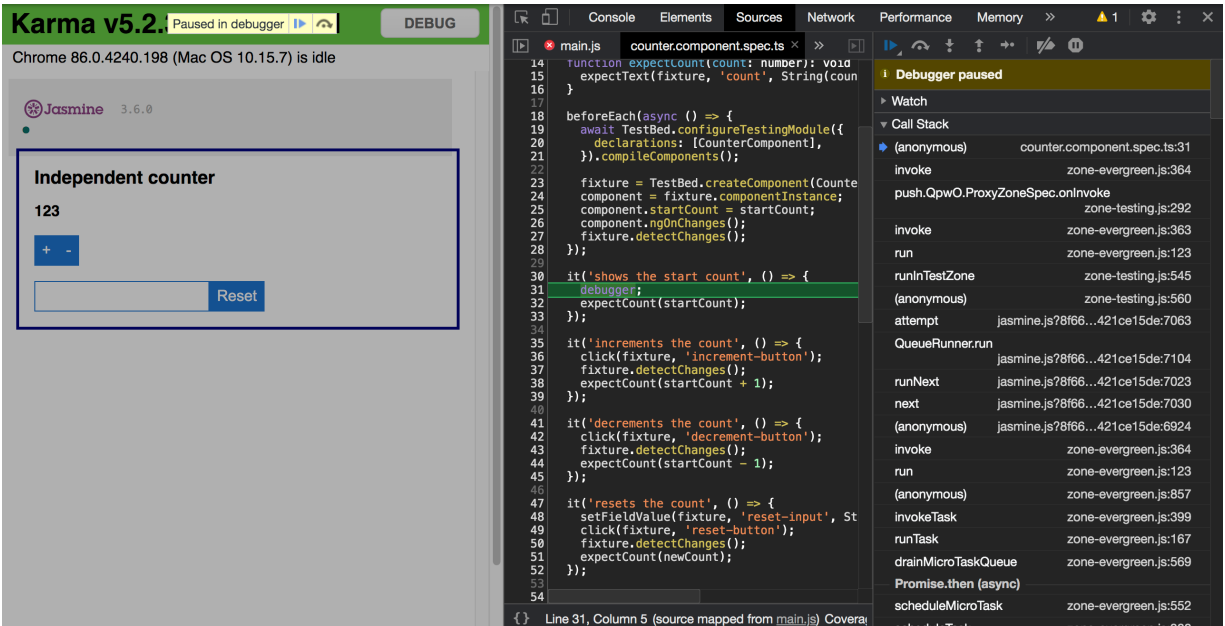 Karma v5.2.
Paused in debugger
DEBUG
Chrome 86.0.4240.198 (Mac OS 10.15.7) is idle
Jasmine 3.6.0
Independent counter
123
+ -
Reset
Console Elements Sources Network Performance Memory » 1
main.js counter.component.spec.ts × »
14 function expectCount(count: number): void
15 expectText(fixture, 'count', String(coun
16 }
17
18 beforeEach(async () => {
19 await TestBed.configureTestingModule({
20 declarations: [CounterComponent],
21 }).compileComponents();
22
23 fixture = TestBed.createComponent(Counte
24 component = fixture.componentInstance;
25 component.startCount = startCount;
26 component.ngOnChanges();
27 fixture.detectChanges();
28 });
29
30 it('shows the start count', () => {
31 debugger;
32 expectCount(startCount);
33 });
34
35 it('increments the count', () => {
36 click(fixture, 'increment-button');
37 fixture.detectChanges();
38 expectCount(startCount + 1);
39 });
40
41 it('decrements the count', () => {
42 click(fixture, 'decrement-button');
43 fixture.detectChanges();
44 expectCount(startCount - 1);
45 });
46
47 it('resets the count', () => {
48 setFieldValue(fixture, 'reset-input', St
49 click(fixture, 'reset-button');
50 fixture.detectChanges();
51 expectCount(newCount);
52 });
53
54
{} Line 31, Column 5 (source mapped from main.js) Covera
Debugger paused
Watch
Call Stack
(anonymous) counter.component.spec.ts:31
invoke zone-evergreen.js:364
push.QpwO.ProxyZoneSpec.onInvoke
zone-testing.js:292
invoke zone-evergreen.js:363
run zone-evergreen.js:123
runInTestZone zone-testing.js:545
(anonymous) zone-testing.js:560
attempt jasmine.js?8f66…421ce15de:7063
QueueRunner.run
jasmine.js?8f66…421ce15de:7104
runNext jasmine.js?8f66…421ce15de:7023
next jasmine.js?8f66…421ce15de:7030
(anonymous) jasmine.js?8f66…421ce15de:6924
invoke zone-evergreen.js:364
run zone-evergreen.js:123
(anonymous) zone-evergreen.js:857
invokeTask zone-evergreen.js:399
runTask zone-evergreen.js:167
drainMicroTaskQueue zone-evergreen.js:569
Promise.then (async)
scheduleMicroTask zone-evergreen.js:552